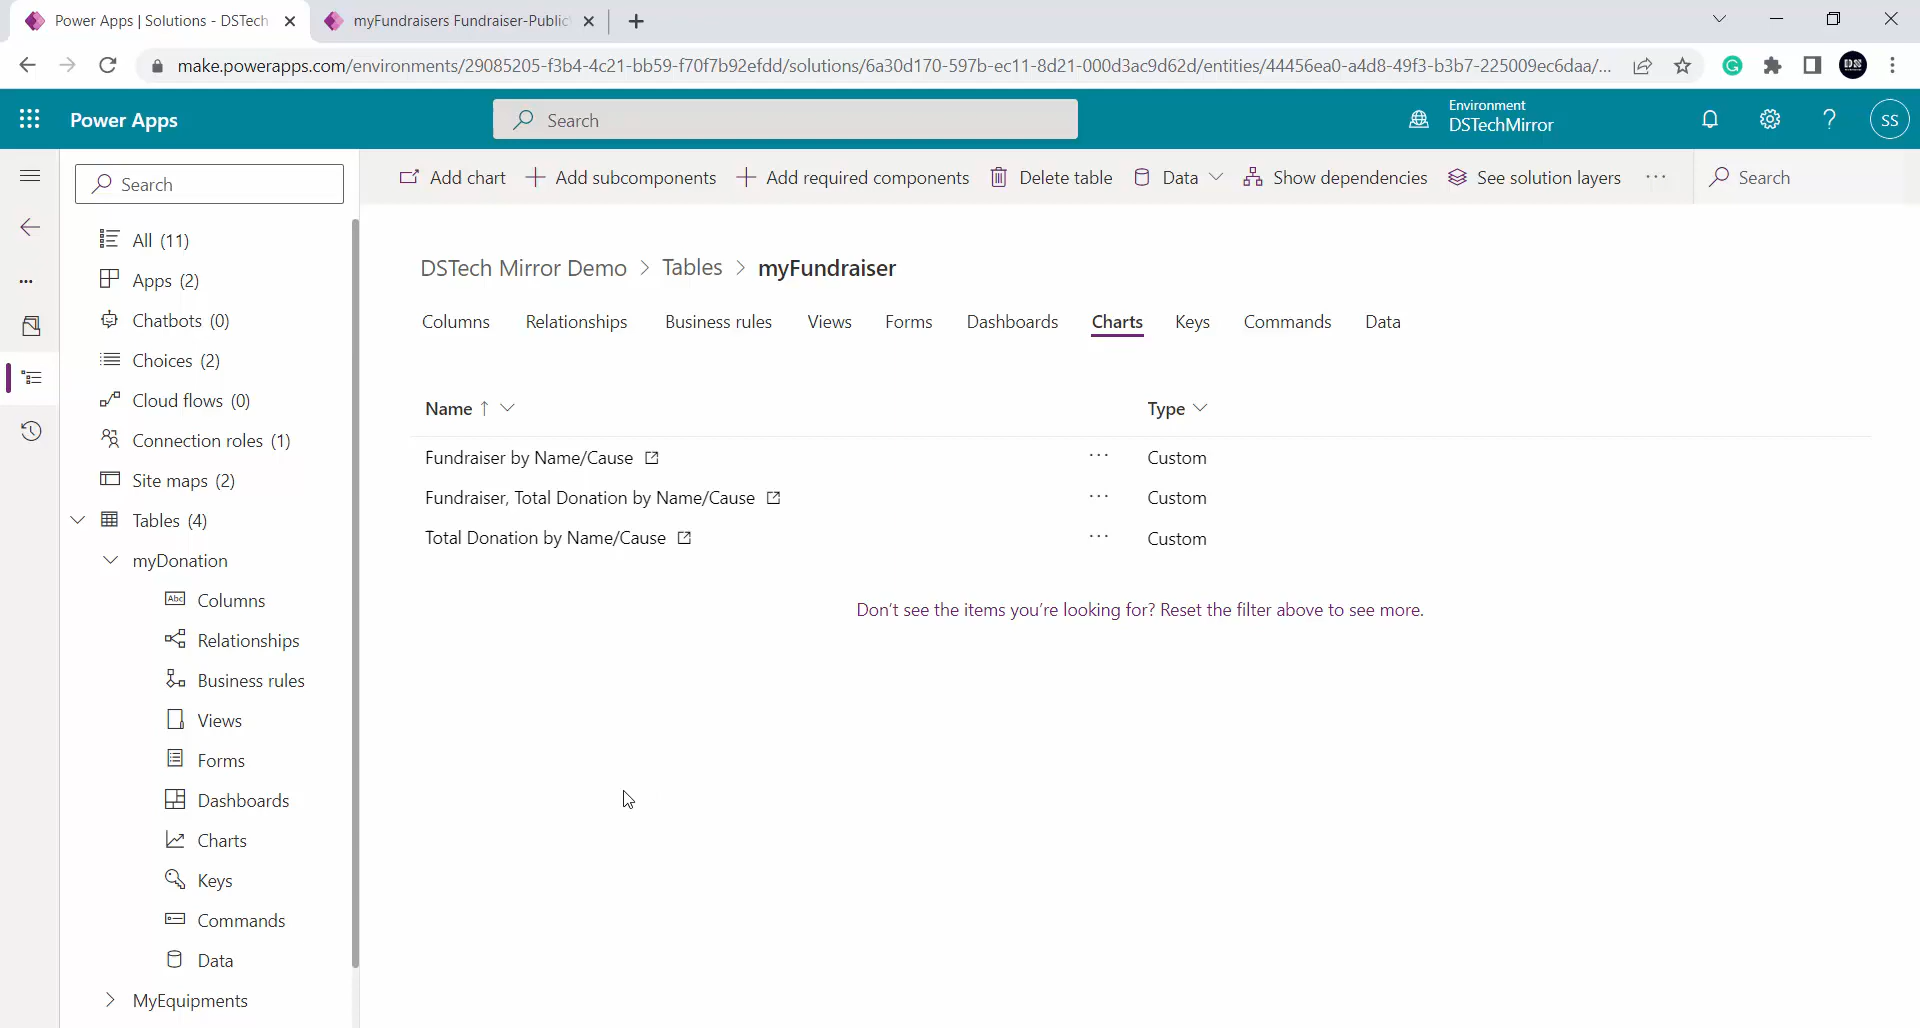 Power Apps | Solutions - DSTech
myFundraisers Fundraiser-Public
make.powerapps.com/environments/29085205-f3b4-4c21-bb59-f70f7b92efdd/solutions/6a30d170-597b-ec11-8d21-000d3ac9d62d/entities/44456ea0-a4d8-49f3-b3b7-225009ec6daa/...
Power Apps
Search
Environment
DSTechMirror
SS
Search
Add chart
Add subcomponents
Add required components
Delete table
Data
Show dependencies
See solution layers
Search
All (11)
Apps (2)
Chatbots (0)
Choices (2)
Cloud flows (0)
Connection roles (1)
Site maps (2)
Tables (4)
myDonation
Columns
Relationships
Business rules
Views
Forms
Dashboards
Charts
Keys
Commands
Data
MyEquipments
DSTech Mirror Demo > Tables > myFundraiser
Columns Relationships Business rules Views Forms Dashboards Charts Keys Commands Data
Name ↑ Type
Fundraiser by Name/Cause ··· Custom
Fundraiser, Total Donation by Name/Cause ··· Custom
Total Donation by Name/Cause ··· Custom
Don't see the items you're looking for? Reset the filter above to see more.